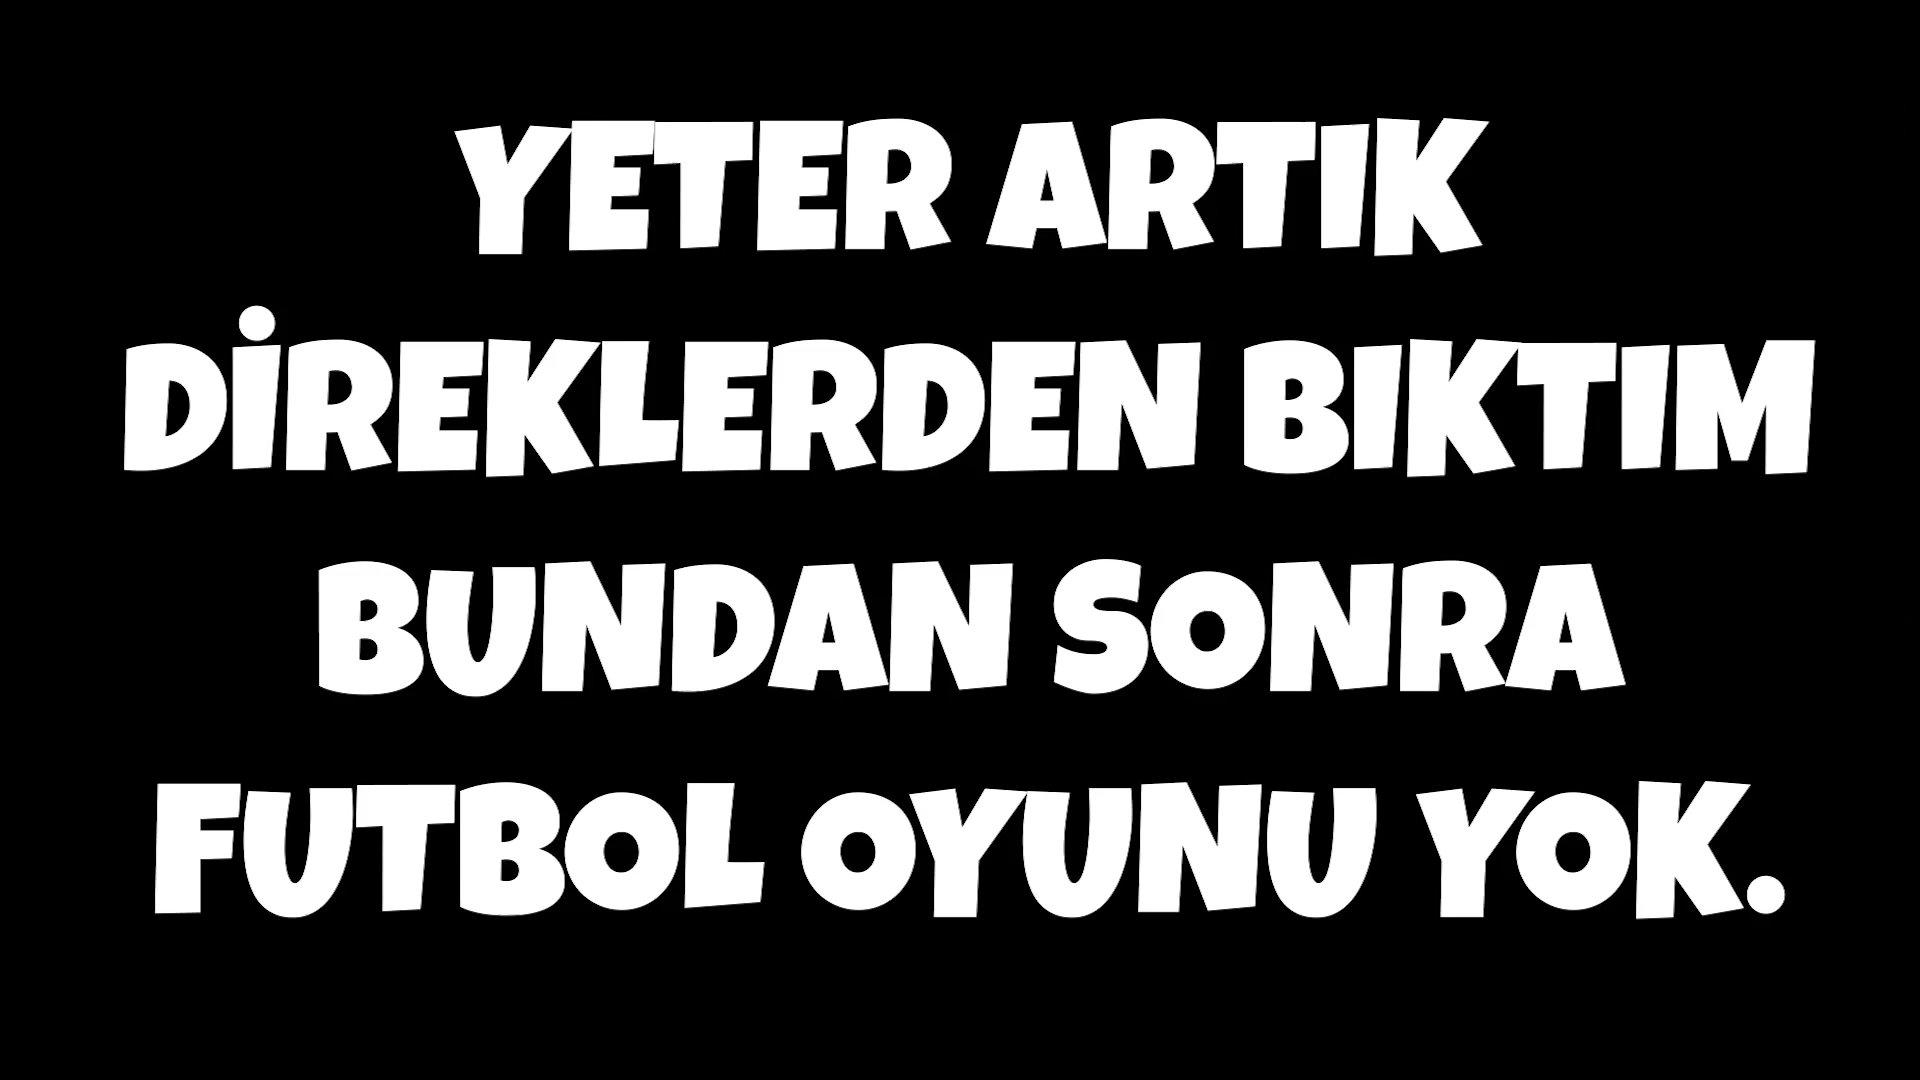 YETER ARTIK
DİREKLERDEN BIKTIM
BUNDAN SONRA
FUTBOL OYUNU YOK.